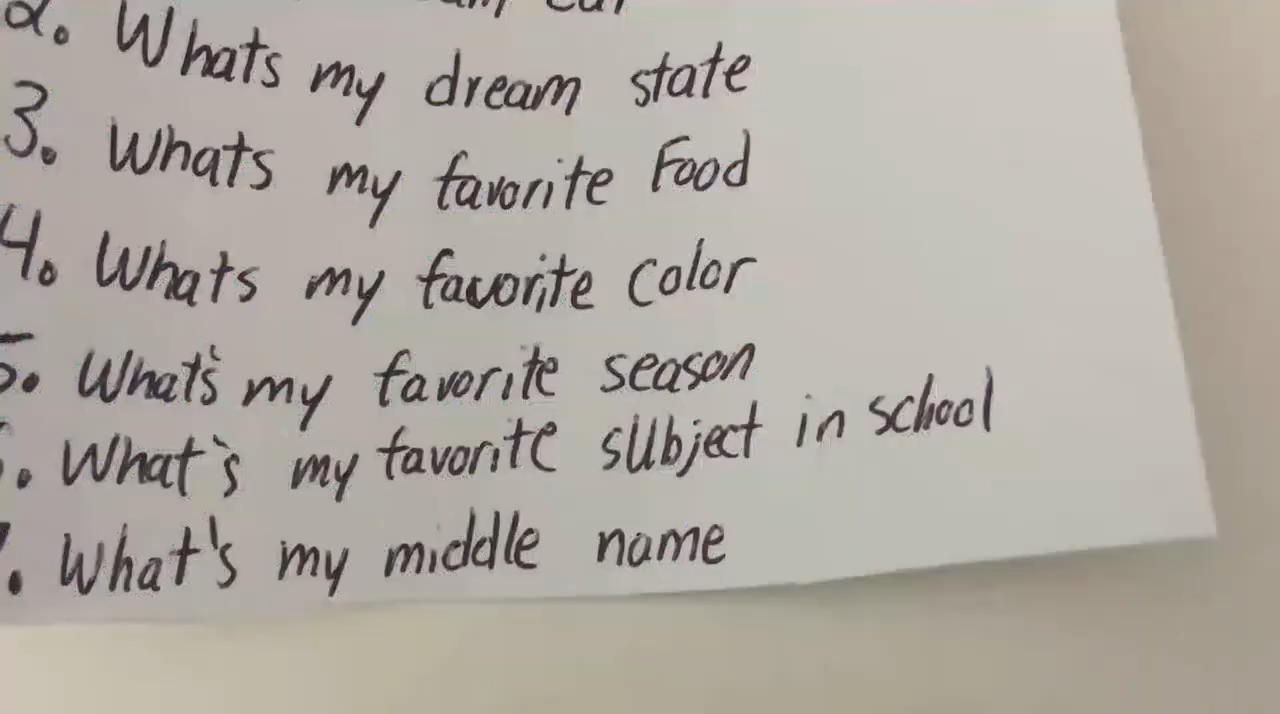 2. Whats my dream state
3. Whats my favorite Food
4. Whats my favorite color
5. What's my favorite season
. What's my favorite subject in school
. What's my middle name